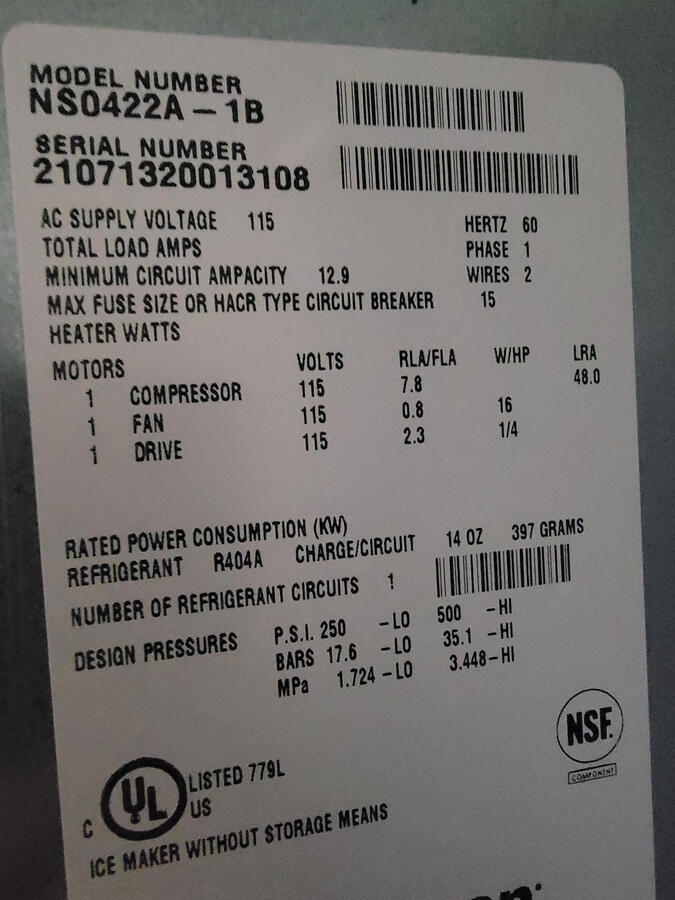 MODEL NUMBER
NS0422A-1B
SERIAL NUMBER
21071320013108
AC SUPPLY VOLTAGE 115 HERTZ 60
TOTAL LOAD AMPS PHASE 1
MINIMUM CIRCUIT AMPACITY 12.9 WIRES 2
MAX FUSE SIZE OR HACR TYPE CIRCUIT BREAKER 15
HEATER WATTS
MOTORS VOLTS RLA/FLA W/HP LRA
1 COMPRESSOR 115 7.8 48.0
1 FAN 115 0.8 16
1 DRIVE 115 2.3 1/4
RATED POWER CONSUMPTION (KW)
REFRIGERANT R404A CHARGE/CIRCUIT 14 OZ 397 GRAMS
NUMBER OF REFRIGERANT CIRCUITS 1
DESIGN PRESSURES P.S.I. 250 -LO 500 -HI
BARS 17.6 -LO 35.1 -HI
MPa 1.724 -LO 3.448-HI
NSF.
COMPONENT
C UL US
LISTED 779L
ICE MAKER WITHOUT STORAGE MEANS